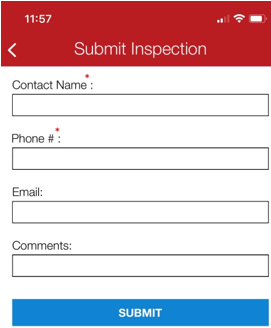 11:57
Submit Inspection
Contact Name*:
Phone #*:
Email:
Comments:
SUBMIT